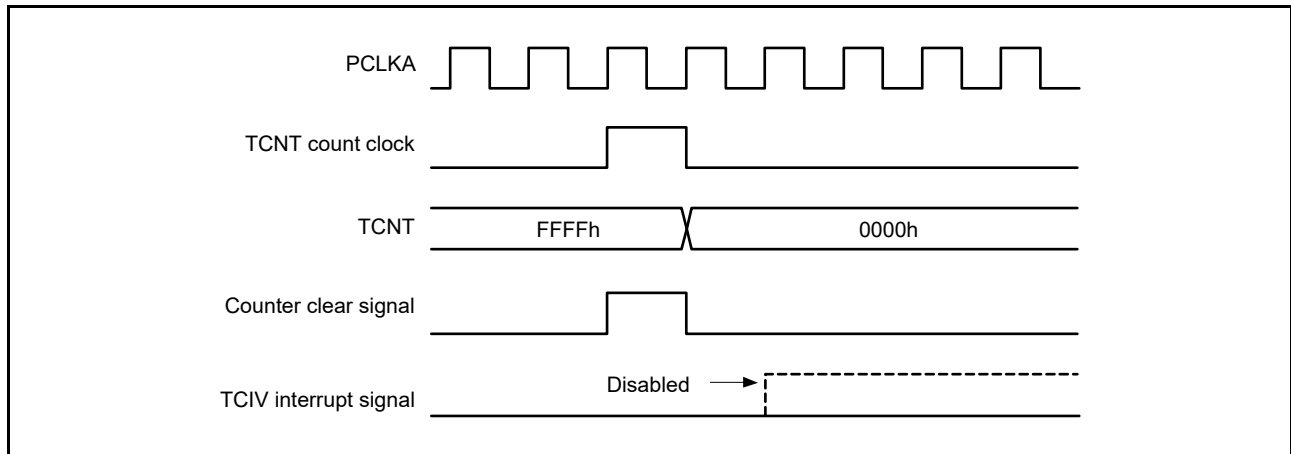 PCLKA
TCNT count clock
TCNT
FFFFh
0000h
Counter clear signal
Disabled
TCIV interrupt signal